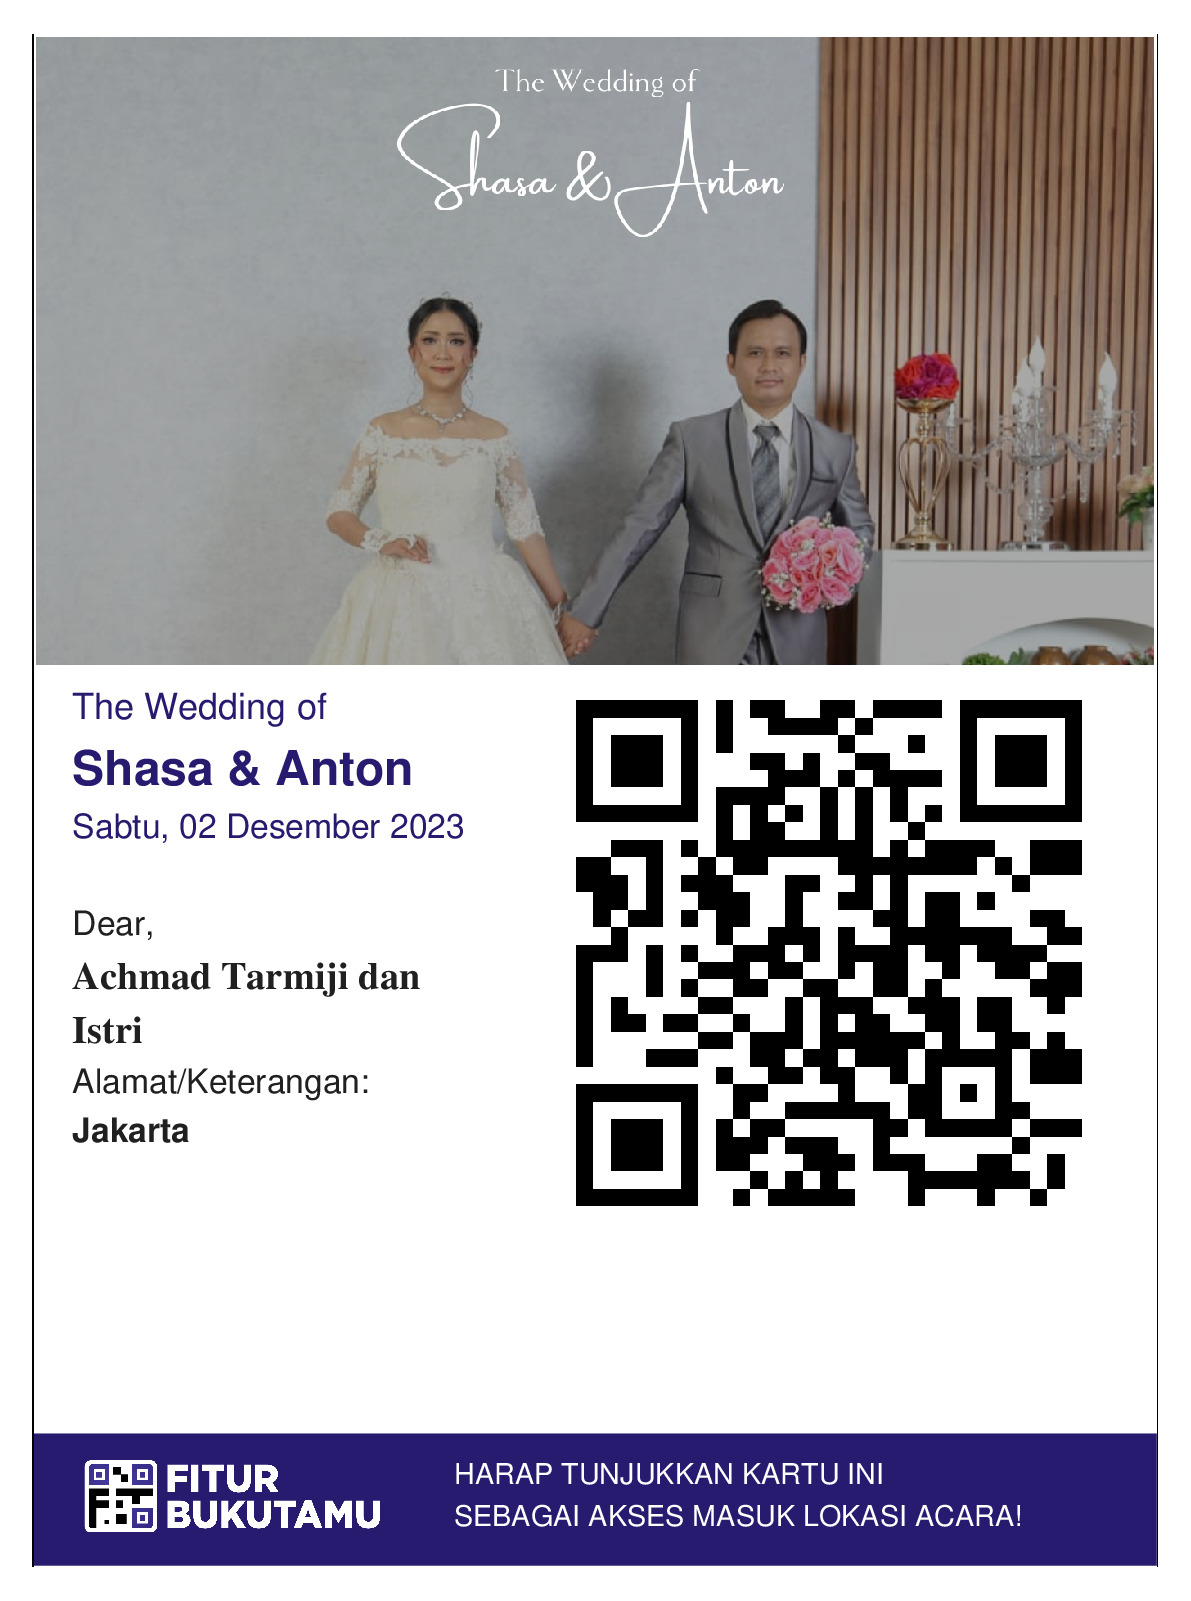 The Wedding of
Shasa & Anton
The Wedding of
Shasa & Anton
Sabtu, 02 Desember 2023
Dear,
Achmad Tarmiji dan
Istri
Alamat/Keterangan:
Jakarta
FITUR
BUKUTAMU
HARAP TUNJUKKAN KARTU INI
SEBAGAI AKSES MASUK LOKASI ACARA!